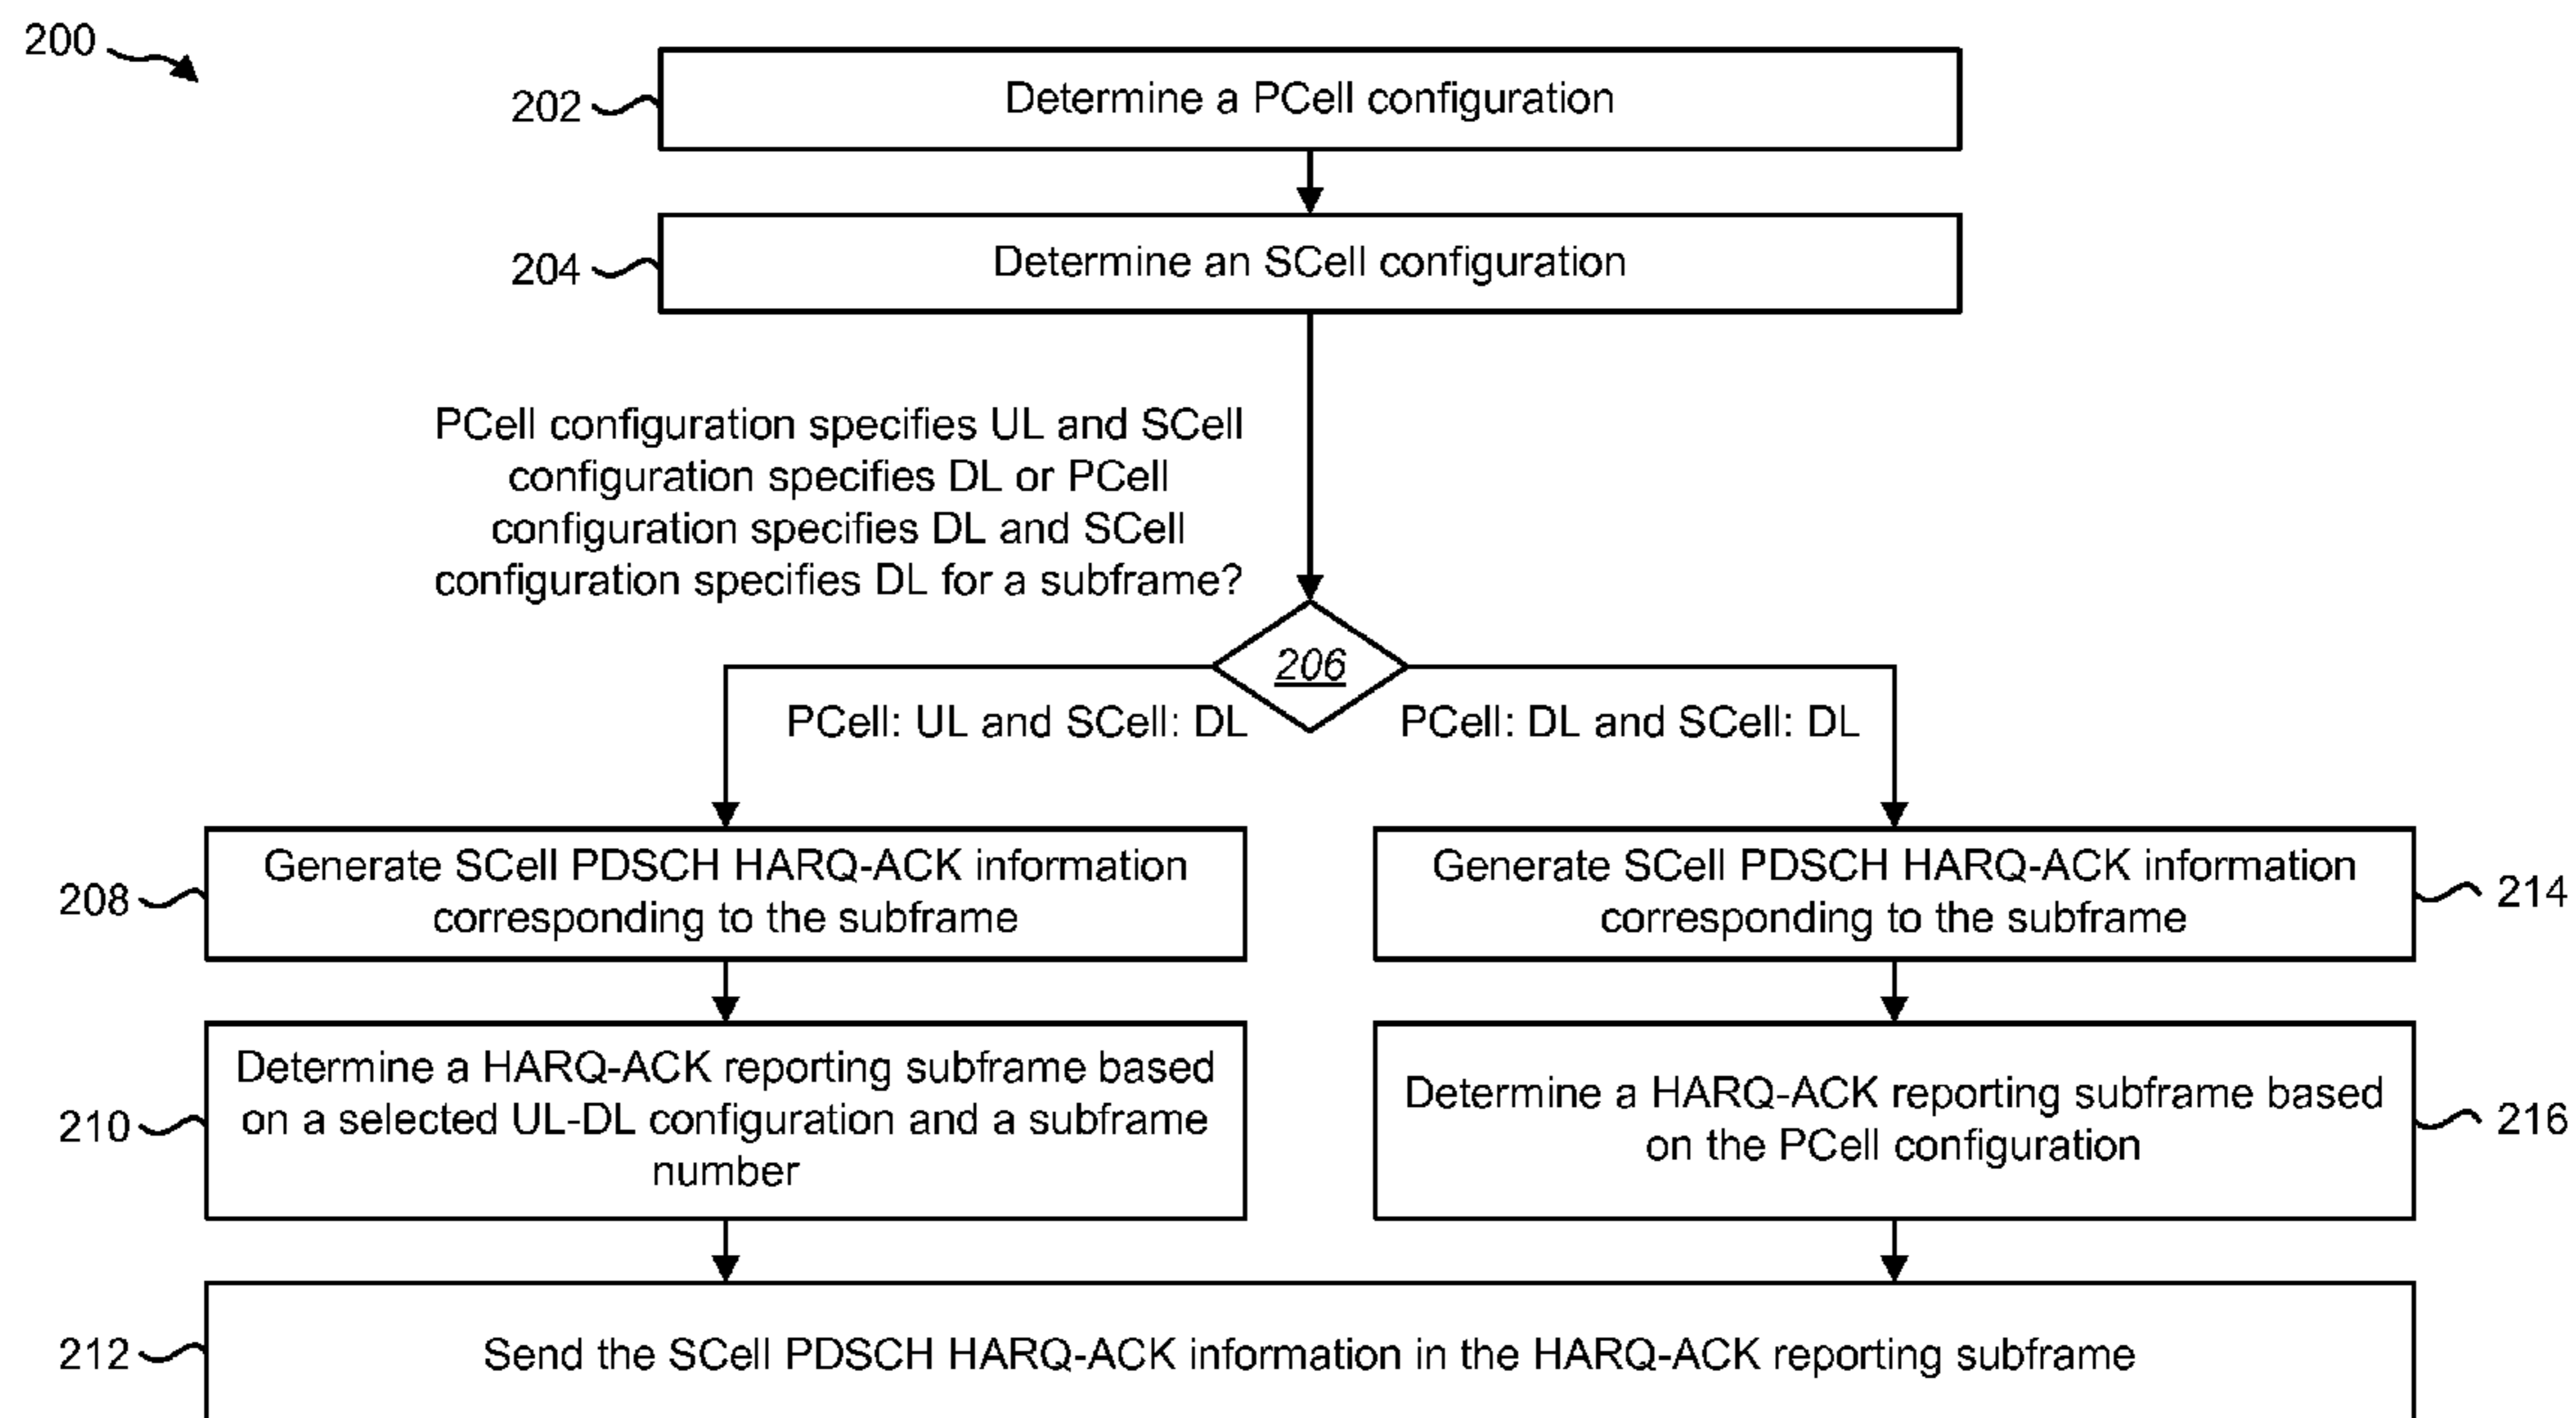 200
202
Determine a PCell configuration
204
Determine an SCell configuration
PCell configuration specifies UL and SCell
configuration specifies DL or PCell
configuration specifies DL and SCell
configuration specifies DL for a subframe?
206
PCell: UL and SCell: DL
PCell: DL and SCell: DL
208
Generate SCell PDSCH HARQ-ACK information
corresponding to the subframe
Generate SCell PDSCH HARQ-ACK information
corresponding to the subframe
214
210
Determine a HARQ-ACK reporting subframe based
on a selected UL-DL configuration and a subframe
number
Determine a HARQ-ACK reporting subframe based
on the PCell configuration
216
212
Send the SCell PDSCH HARQ-ACK information in the HARQ-ACK reporting subframe